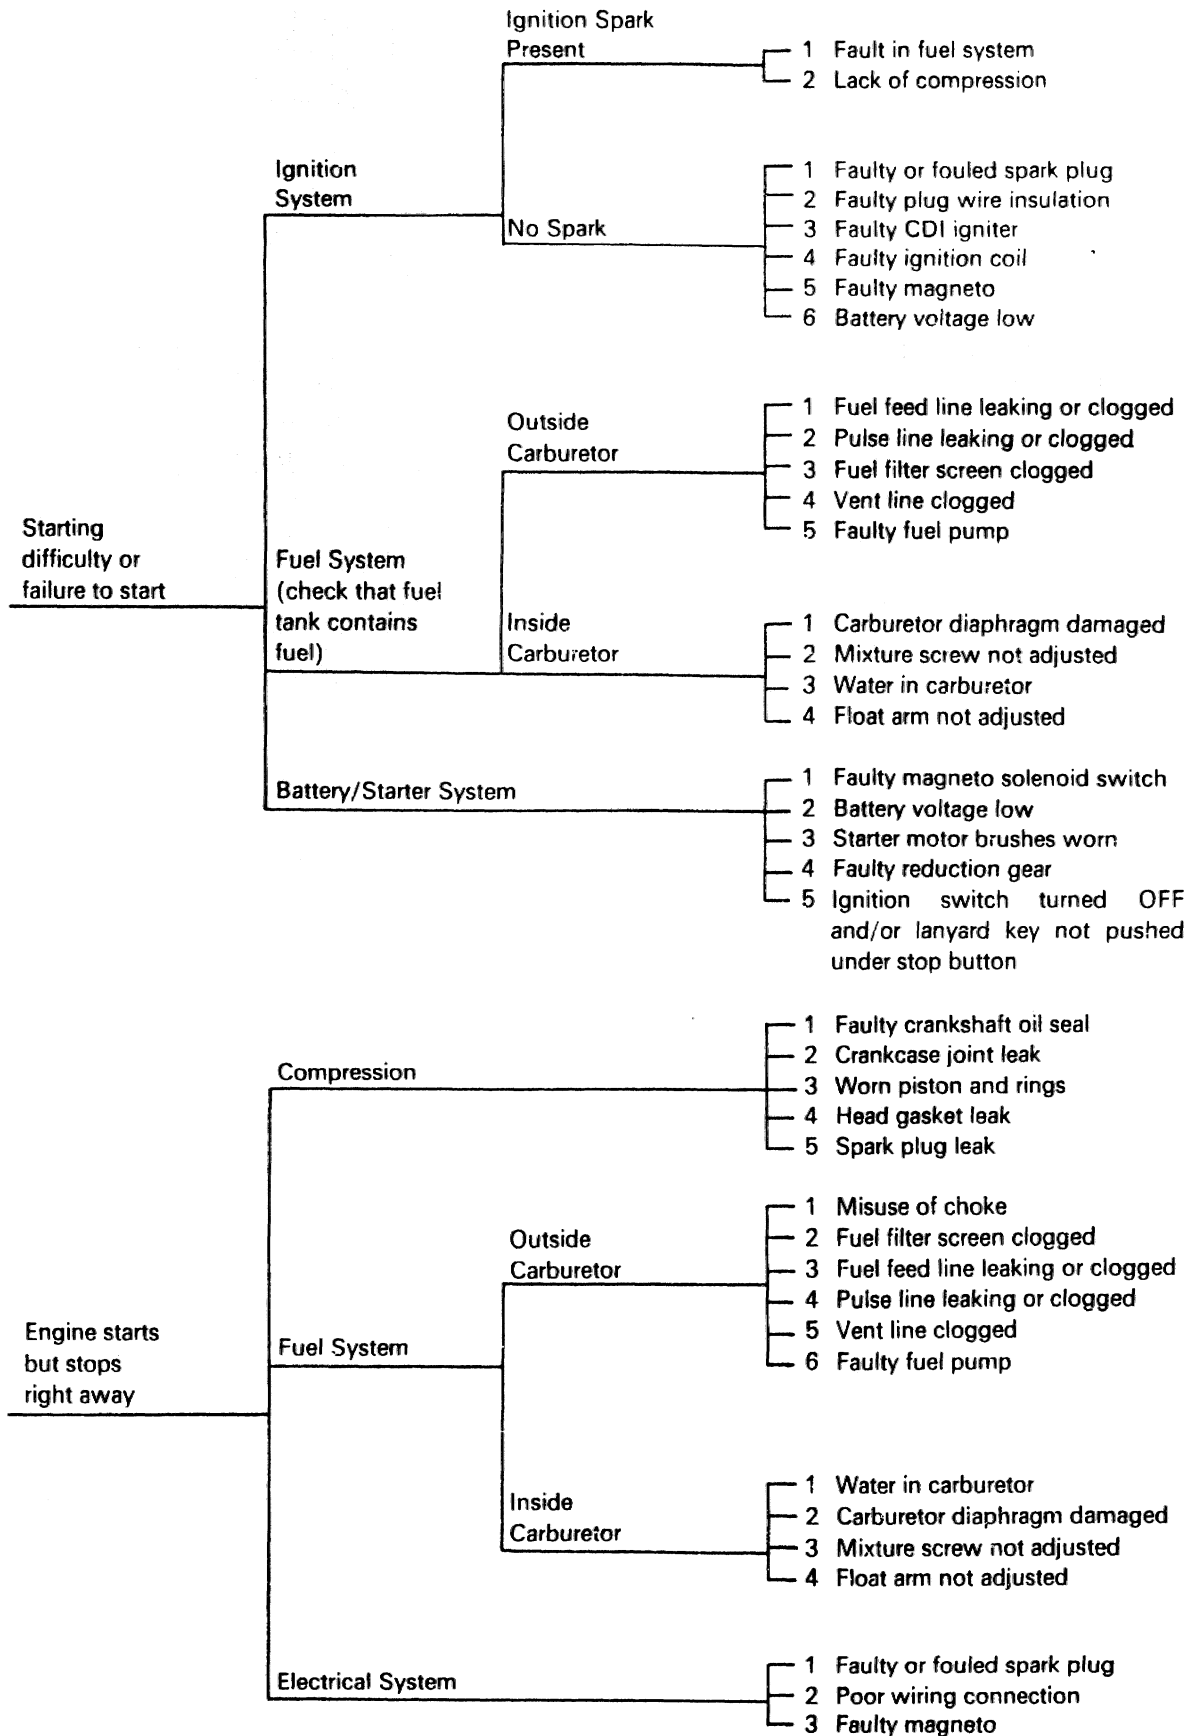 Ignition Spark
Present
1 Fault in fuel system
2 Lack of compression
Ignition
System
No Spark
1 Faulty or fouled spark plug
2 Faulty plug wire insulation
3 Faulty CDI igniter
4 Faulty ignition coil
5 Faulty magneto
6 Battery voltage low
Starting
difficulty or
failure to start
Fuel System
(check that fuel
tank contains
fuel)
Outside
Carburetor
1 Fuel feed line leaking or clogged
2 Pulse line leaking or clogged
3 Fuel filter screen clogged
4 Vent line clogged
5 Faulty fuel pump
Inside
Carburetor
1 Carburetor diaphragm damaged
2 Mixture screw not adjusted
3 Water in carburetor
4 Float arm not adjusted
Battery/Starter System
1 Faulty magneto solenoid switch
2 Battery voltage low
3 Starter motor brushes worn
4 Faulty reduction gear
5 Ignition switch turned OFF
and/or lanyard key not pushed
under stop button
Compression
1 Faulty crankshaft oil seal
2 Crankcase joint leak
3 Worn piston and rings
4 Head gasket leak
5 Spark plug leak
Engine starts
but stops
right away
Fuel System
Outside
Carburetor
1 Misuse of choke
2 Fuel filter screen clogged
3 Fuel feed line leaking or clogged
4 Pulse line leaking or clogged
5 Vent line clogged
6 Faulty fuel pump
Inside
Carburetor
1 Water in carburetor
2 Carburetor diaphragm damaged
3 Mixture screw not adjusted
4 Float arm not adjusted
Electrical System
1 Faulty or fouled spark plug
2 Poor wiring connection
3 Faulty magneto